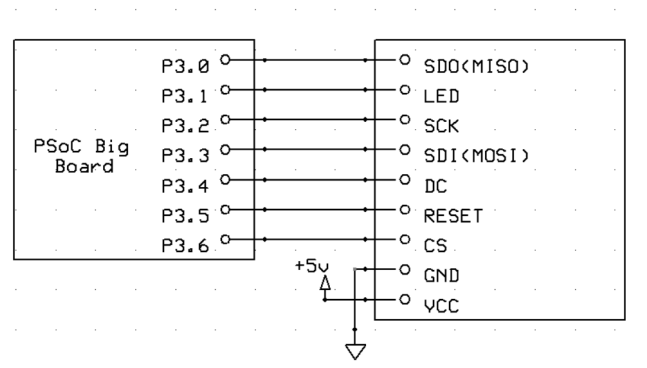 P3.0 SDO(MISO)
P3.1 LED
P3.2 SCK
PSoC Big
Board
P3.3 SDI(MOSI)
P3.4 DC
P3.5 RESET
P3.6 CS
+5v
GND
VCC